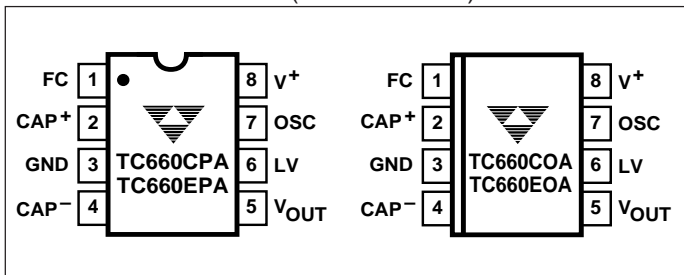 FC 1 8 V+
CAP+ 2 7 OSC
GND 3 6 LV
CAP− 4 5 VOUT
TC660CPA
TC660EPA
FC 1 8 V+
CAP+ 2 7 OSC
GND 3 6 LV
CAP− 4 5 VOUT
TC660COA
TC660EOA